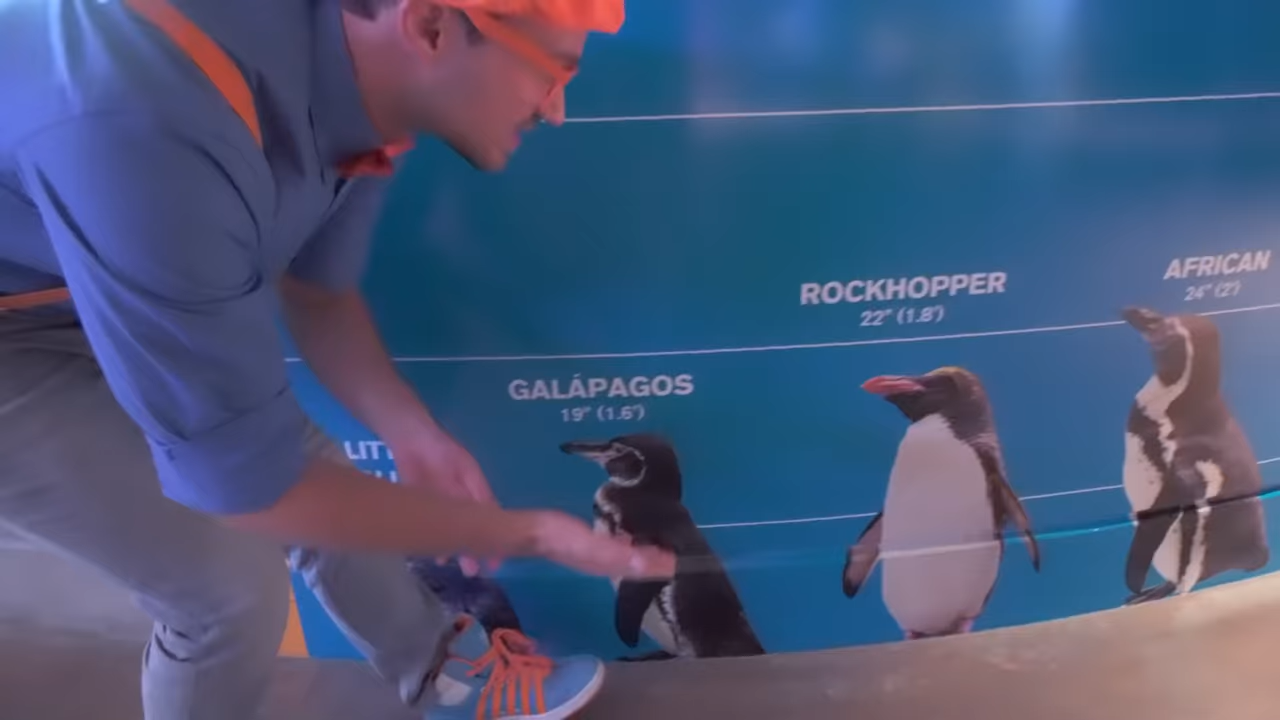 ROCKHOPPER
22" (1.8')
AFRICAN
24" (2')
GALÁPAGOS
19" (1.6')